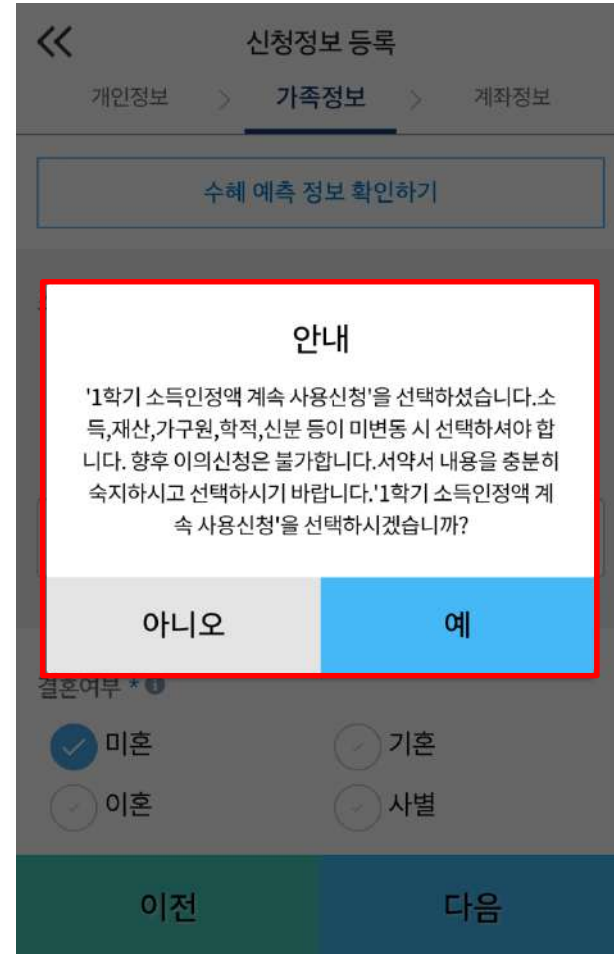 신청정보 등록
개인정보 > 가족정보 > 계좌정보
수혜 예측 정보 확인하기
안내
'1학기 소득인정액 계속 사용신청'을 선택하셨습니다.소
득,재산,가구원,학적,신분 등이 미변동 시 선택하셔야 합
니다. 향후 이의신청은 불가합니다.서약서 내용을 충분히
숙지하시고 선택하시기 바랍니다.'1학기 소득인정액 계
속 사용신청'을 선택하시겠습니까?
아니오 예
결혼여부 *
미혼 기혼
이혼 사별
이전 다음